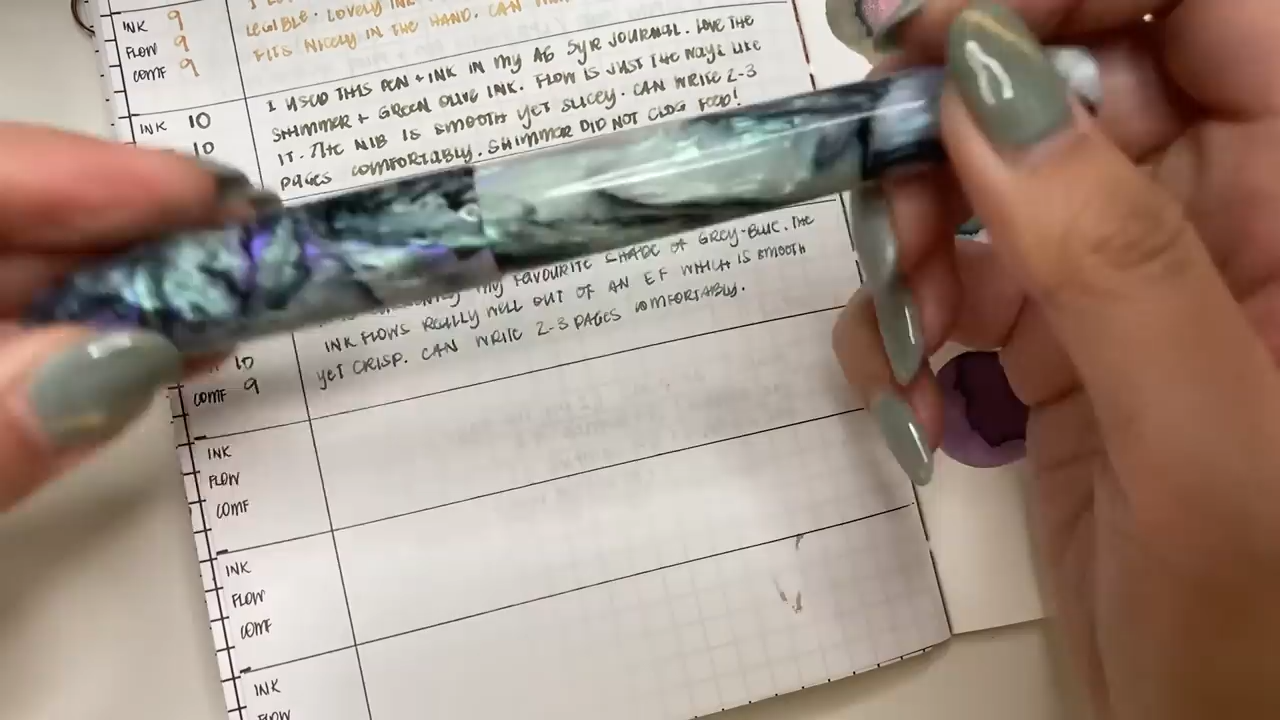 INK 9
FLOW 9
COMF 9
LEGIBLE. LOVELY
FITS NICELY IN THE HAND. CAN
INK 10
10
I USED THIS PEN + INK IN MY A6 5YR JOURNAL. LOVE THE
SHIMMER + GREEN OLIVE INK. FLOW IS JUST THE WAY I LIKE
IT. THE NIB IS SMOOTH YET SLICEY. CAN WRITE 2-3
PAGES COMFORTABLY. SHIMMER DID NOT CLOG FEED!
10
COMF 9
MY FAVOURITE SHADE OF GREY-BLUE. THE
INK FLOWS REALLY WELL OUT OF AN EF WHICH IS SMOOTH
YET CRISP. CAN WRITE 2-3 PAGES COMFORTABLY.
INK
FLOW
COMF
INK
FLOW
COMF
INK
FLOW